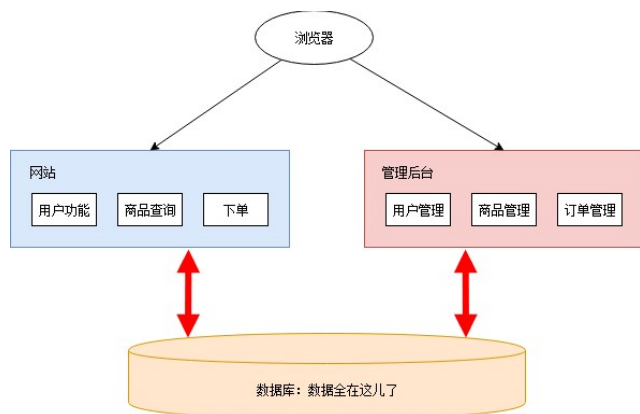 浏览器
网站
用户功能
商品查询
下单
管理后台
用户管理
商品管理
订单管理
数据库：数据全在这儿了